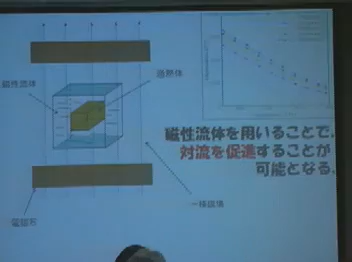 発熱体
磁性流体
磁性流体を用いることで、
対流を促進することが
可能となる。
電磁石
一様磁場